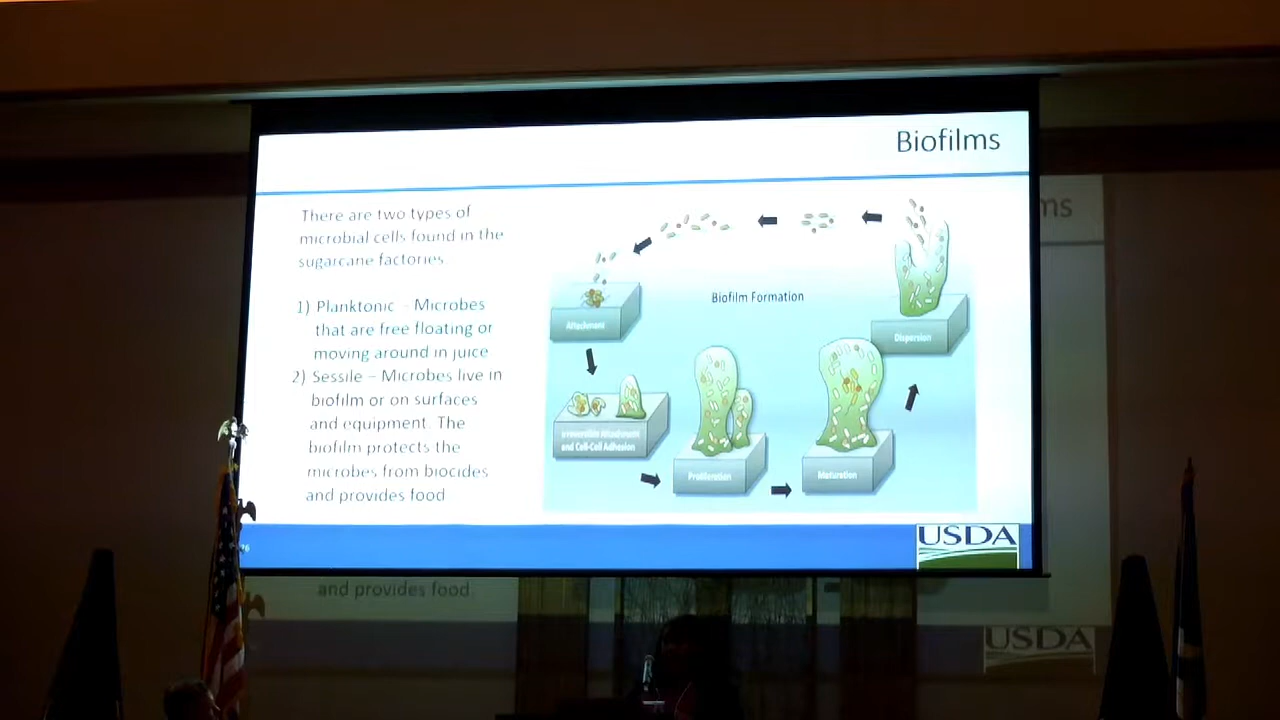 Biofilms
There are two types of
microbial cells found in the
sugarcane factories
1) Planktonic – Microbes
that are free floating or
moving around in juice
2) Sessile – Microbes live in
biofilm or on surfaces
and equipment. The
biofilm protects the
microbes from biocides
and provides food
Biofilm Formation
Attachment
Irreversible Attachment
and Cell-Cell Adhesion
Proliferation
Maturation
Dispersion
USDA
ms
and provides food.
USDA